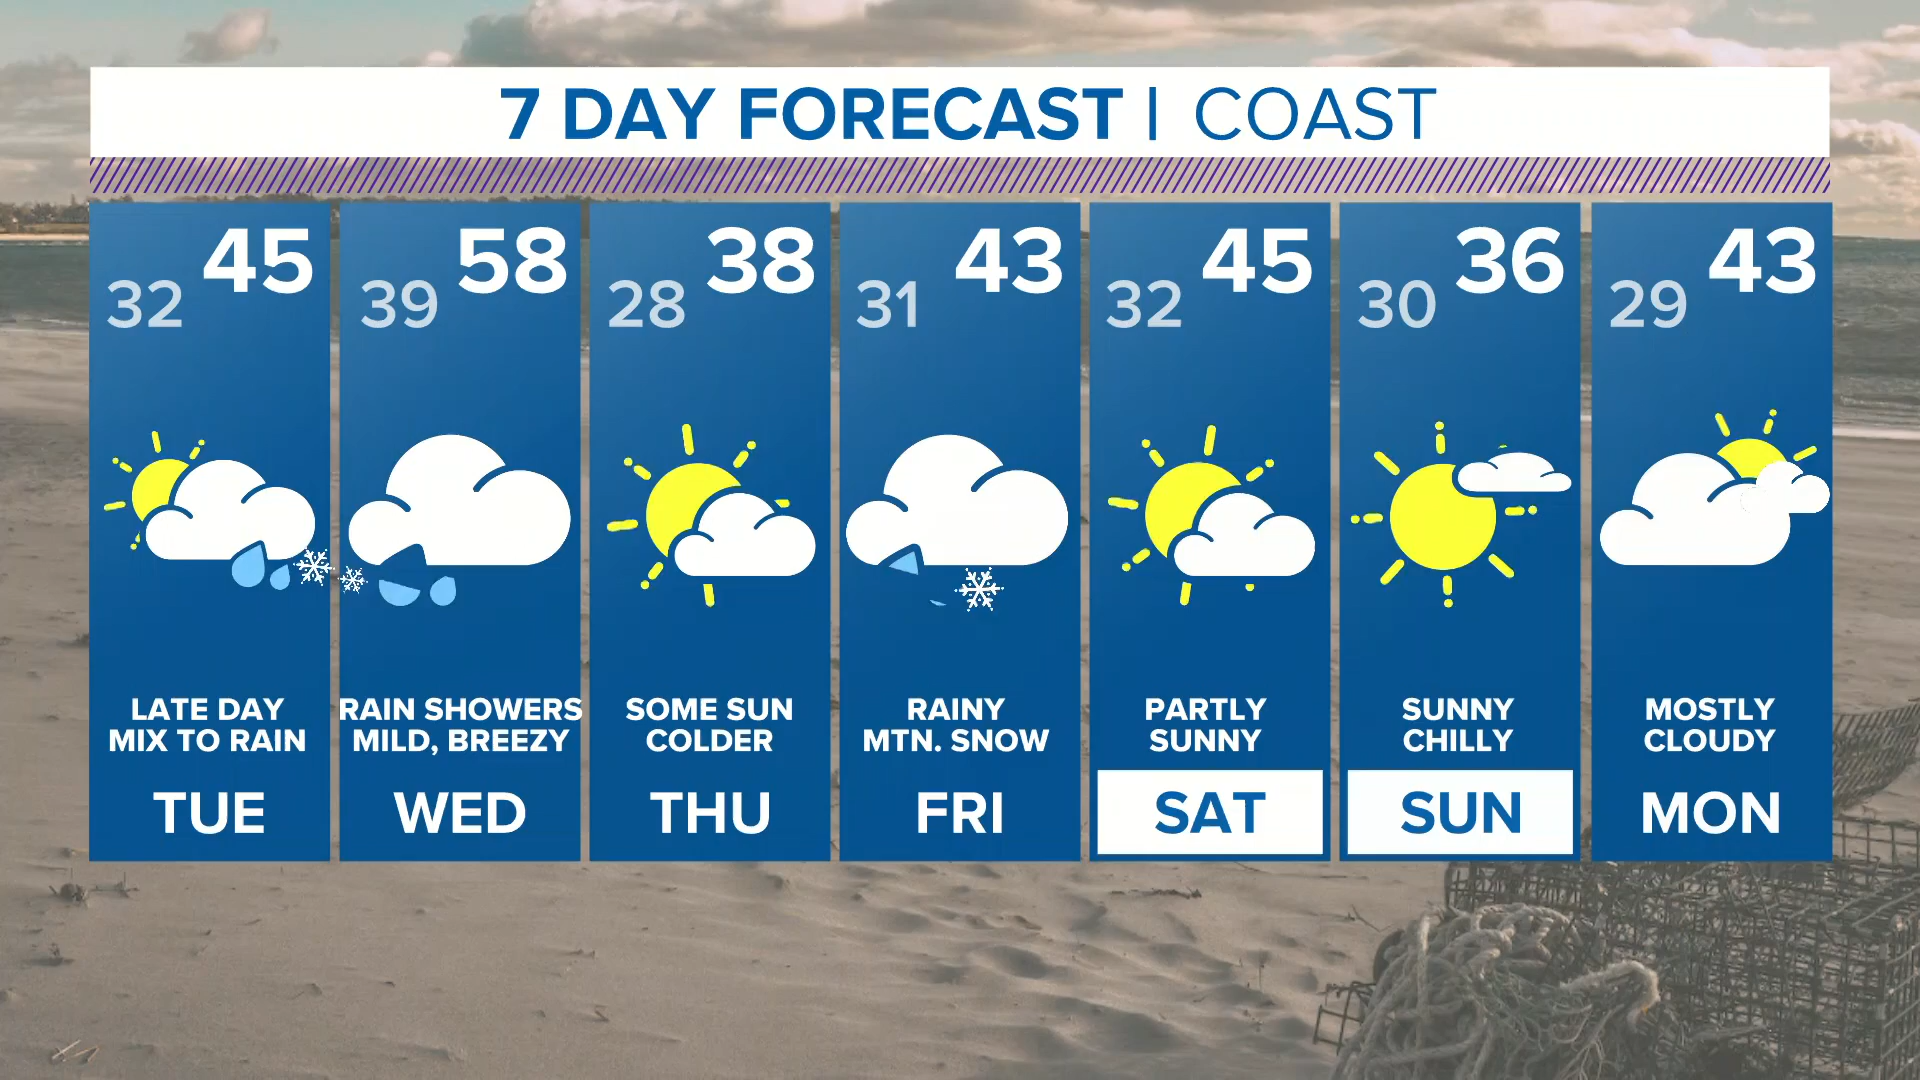 7 DAY FORECAST | COAST
32 45
39 58
28 38
31 43
32 45
30 36
29 43
LATE DAY
MIX TO RAIN
RAIN SHOWERS
MILD, BREEZY
SOME SUN
COLDER
RAINY
MTN. SNOW
PARTLY
SUNNY
SUNNY
CHILLY
MOSTLY
CLOUDY
TUE
WED
THU
FRI
SAT
SUN
MON